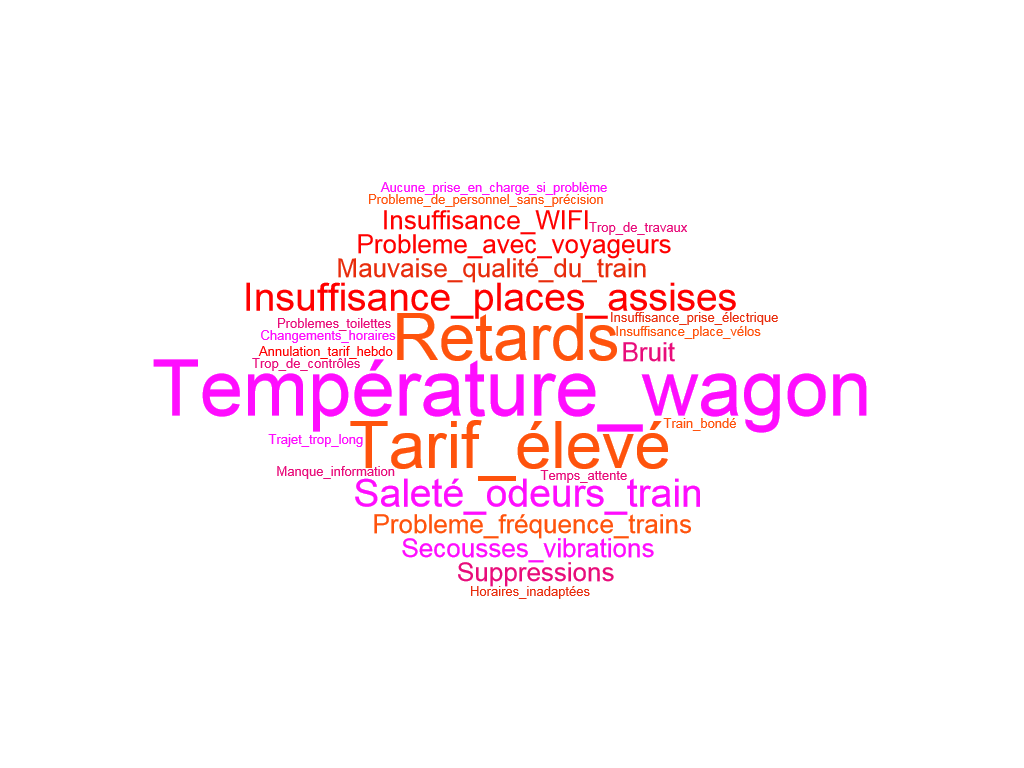 Aucune_prise_en_charge_si_problème
Probleme_de_personnel_sans_précision
Insuffisance_WIFI
Trop_de_travaux
Probleme_avec_voyageurs
Mauvaise_qualité_du_train
Insuffisance_places_assises
Insuffisance_prise_électrique
Problemes_toilettes
Retards
Insuffisance_place_vélos
Changements_horaires
Annulation_tarif_hebdo
Bruit
Trop_de_contrôles
Température_wagon
Train_bondé
Trajet_trop_long
Tarif_élevé
Manque_information
Temps_attente
Saleté_odeurs_train
Probleme_fréquence_trains
Secousses_vibrations
Suppressions
Horaires_inadaptées